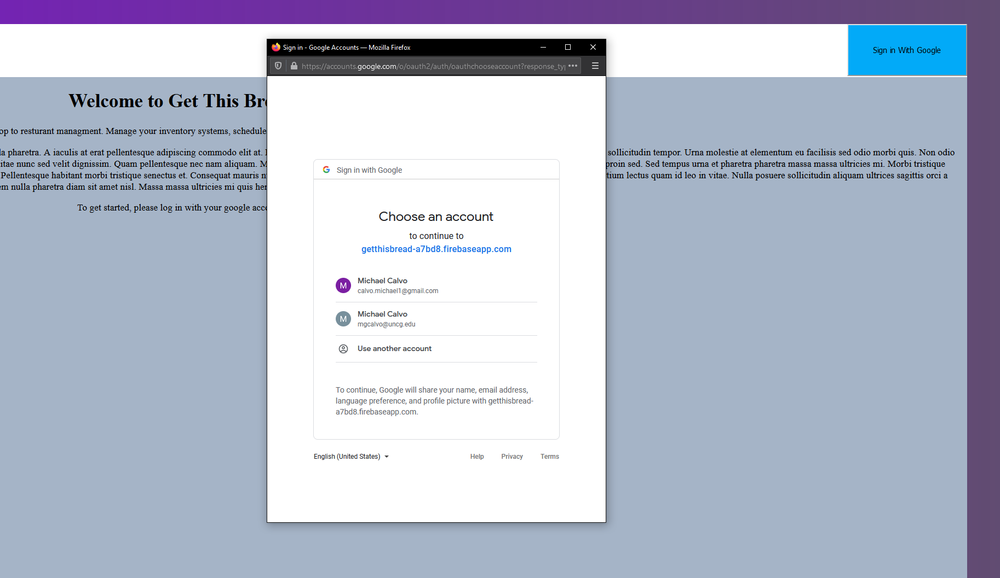 Sign in - Google Accounts — Mozilla Firefox
https://accounts.google.com/o/oauth2/auth/oauthchooseaccount?response_typ
Sign in With Google
Welcome to Get This
op to resturant managment. Manage your inventory systems, schedule
la pharetra. A iaculis at erat pellentesque adipiscing commodo elit at.
sollicitudin tempor. Urna molestie at elementum eu facilisis sed odio morbi quis. Non odio
itae nunc sed velit dignissim. Quam pellentesque nec nam aliquam.
proin sed. Sed tempus urna et pharetra pharetra massa massa ultricies mi. Morbi tristique
Pellentesque habitant morbi tristique senectus et. Consequat mauris
tium lectus quam id leo in vitae. Nulla posuere sollicitudin aliquam ultrices sagittis orci a
em nulla pharetra diam sit amet nisl. Massa massa ultricies mi quis
To get started, please log in with your google
Sign in with Google
Choose an account
to continue to
getthisbread-a7bd8.firebaseapp.com
M
Michael Calvo
calvo.michael1@gmail.com
M
Michael Calvo
mgcalvo@uncg.edu
Use another account
To continue, Google will share your name, email address,
language preference, and profile picture with getthisbread-
a7bd8.firebaseapp.com.
English (United States)
Help
Privacy
Terms